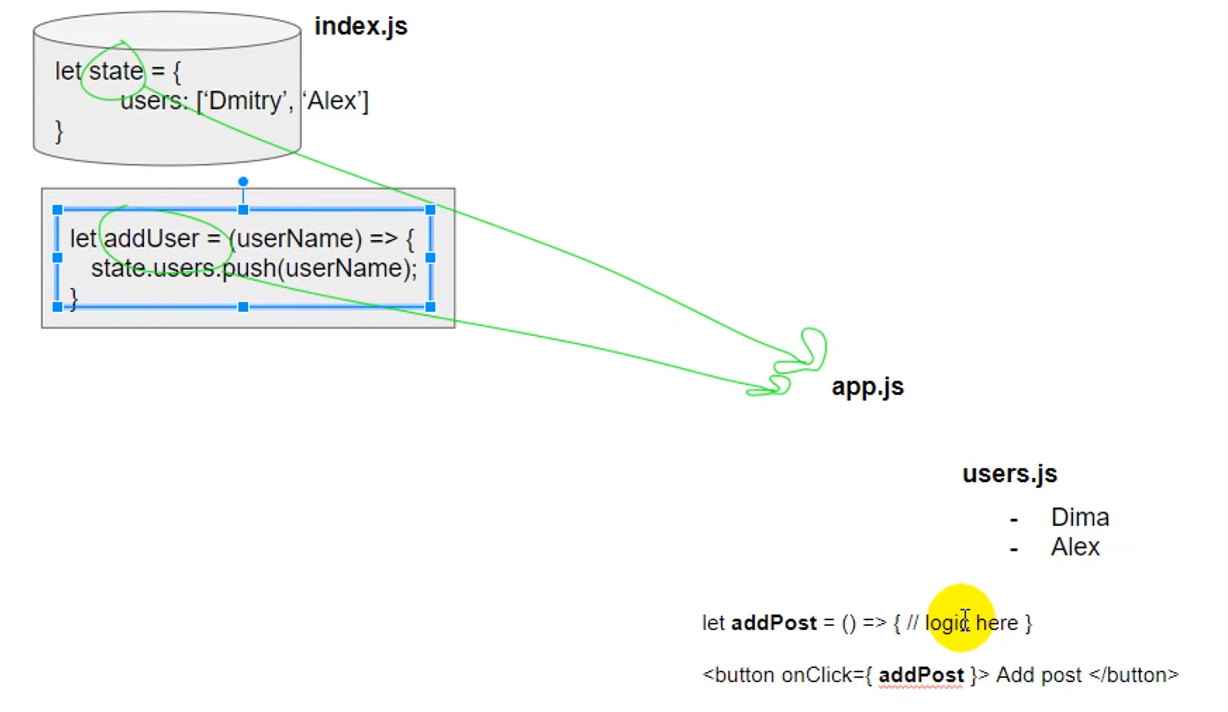 index.js
let state = {
users: [‘Dmitry’, ‘Alex’]
}
let addUser = (userName) => {
state.users.push(userName);
}
app.js
users.js
- Dima
- Alex
let addPost = () => { // logic here }
<button onClick={ addPost }> Add post </button>